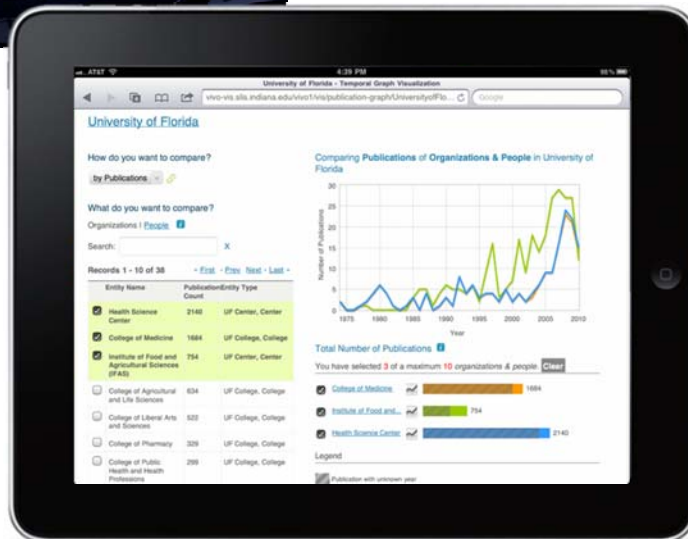 AT&T
4:39 PM
University of Florida - Temporal Graph Visualization
vivo-vis.slis.indiana.edu/vivo1/vis/publication-graph/UniversityofFlo...
Google
University of Florida
How do you want to compare?
by Publications
What do you want to compare?
Organizations | People
Search: X
Records 1 - 10 of 38
First Prev Next Last
Entity Name Publication Count Entity Type
Health Science Center 2140 UF Center, Center
College of Medicine 1684 UF College, College
Institute of Food and Agricultural Sciences (IFAS) 754 UF Center, Center
College of Agricultural and Life Sciences 634 UF College, College
College of Liberal Arts and Sciences 522 UF College, College
College of Pharmacy UF College, College
College of Public Health and Health Professions UF College, College
Comparing Publications of Organizations & People in University of
Florida
Number of Publications
30
25
20
15
10
5
0
1975 1980 1985 1990 1995 2000 2005 2010
Year
Total Number of Publications
You have selected 3 of a maximum 10 organizations & people. Clear
College of Medicine 1684
Institute of Food and... 754
Health Science Center 2140
Legend
Publication with unknown year